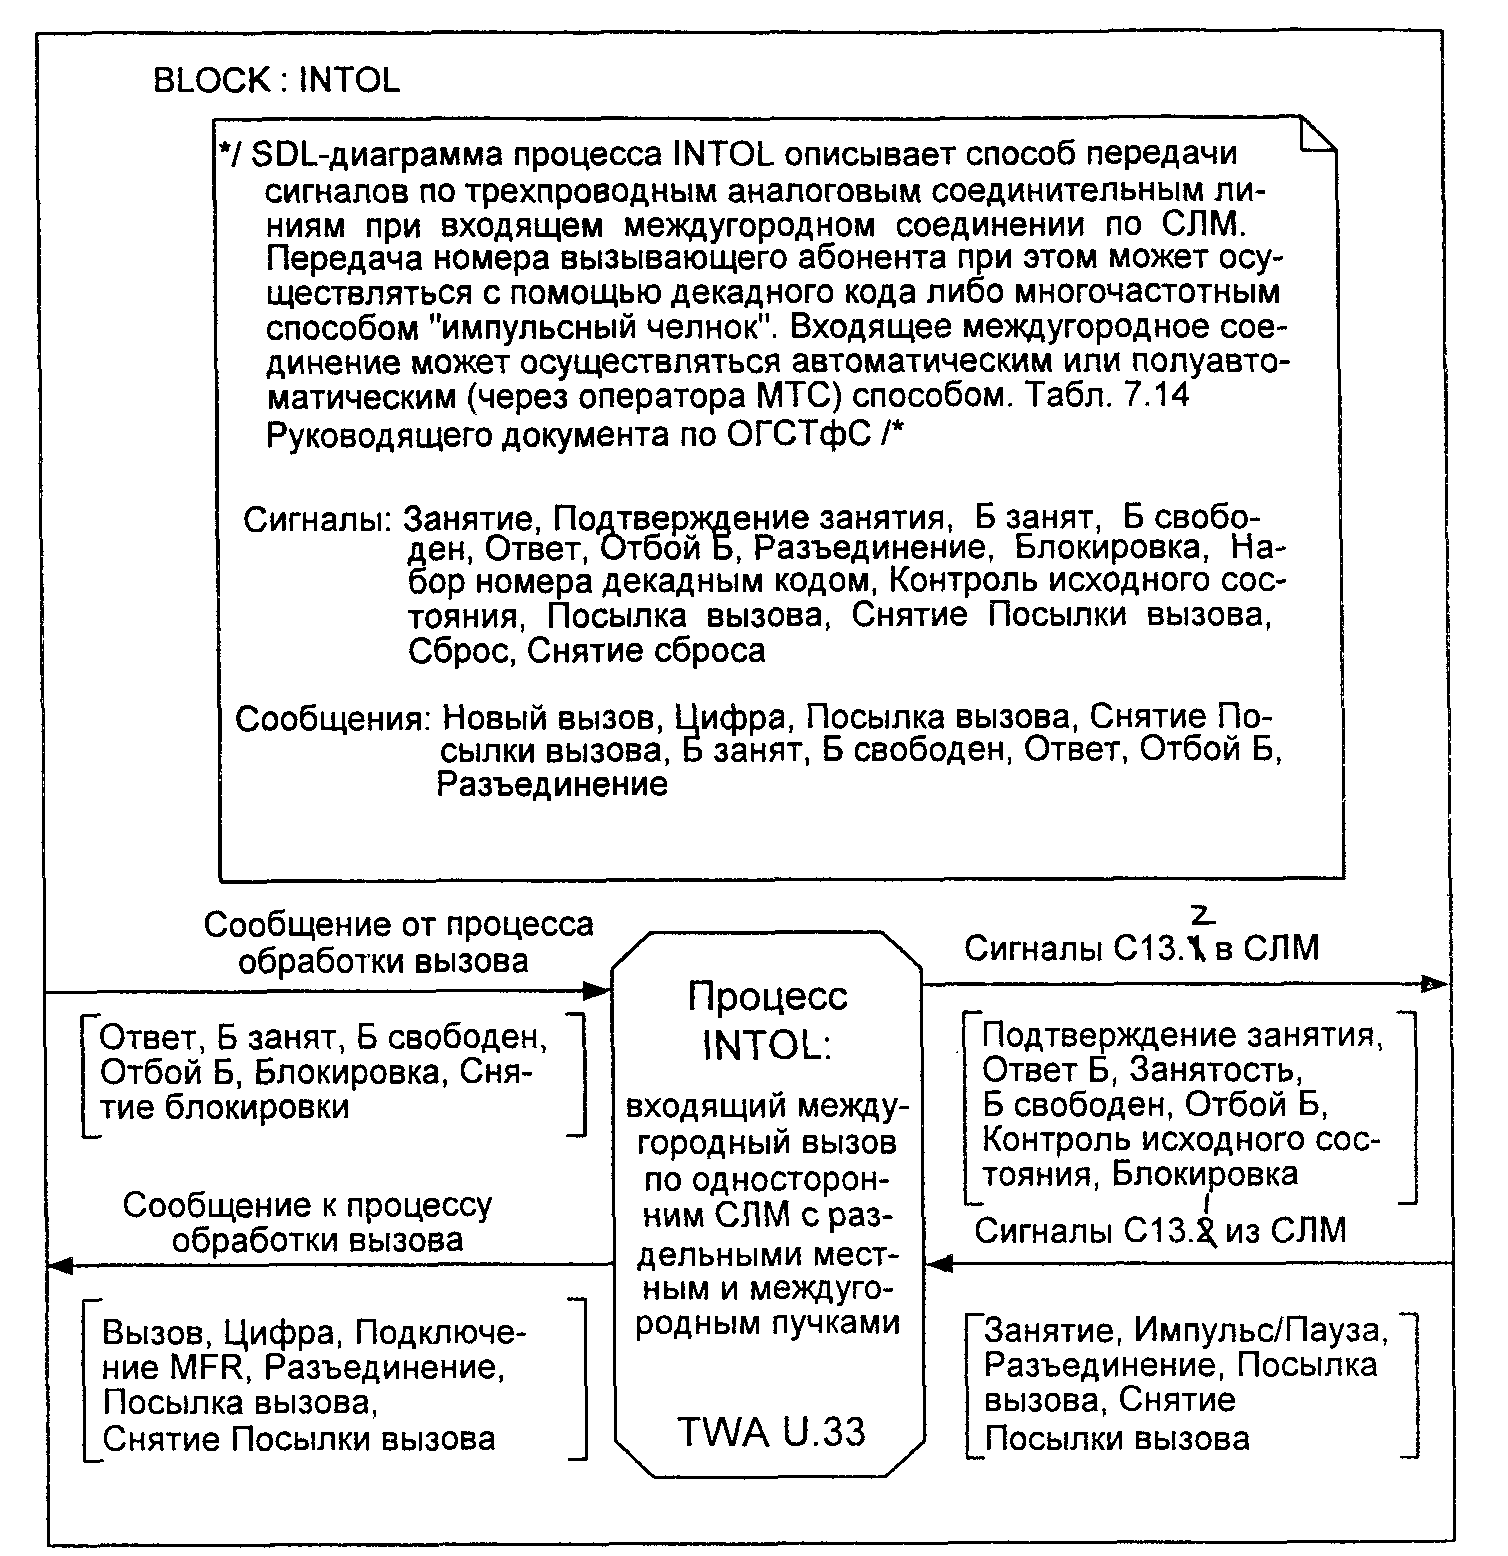 BLOCK : INTOL
*/ SDL-диаграмма процесса INTOL описывает способ передачи
сигналов по трехпроводным аналоговым соединительным ли-
ниям при входящем междугородном соединении по СЛМ.
Передача номера вызывающего абонента при этом может осу-
ществляться с помощью декадного кода либо многочастотным
способом "импульсный челнок". Входящее междугородное сое-
динение может осуществляться автоматическим или полуавто-
матическим (через оператора МТС) способом. Табл. 7.14
Руководящего документа по ОГСТфС /*
Сигналы: Занятие, Подтверждение занятия, Б занят, Б свобо-
ден, Ответ, Отбой Б, Разъединение, Блокировка, На-
бор номера декадным кодом, Контроль исходного сос-
тояния, Посылка вызова, Снятие Посылки вызова,
Сброс, Снятие сброса
Сообщения: Новый вызов, Цифра, Посылка вызова, Снятие По-
сылки вызова, Б занят, Б свободен, Ответ, Отбой Б,
Разъединение
Сообщение от процесса
обработки вызова
Ответ, Б занят, Б свободен,
Отбой Б, Блокировка, Сня-
тие блокировки
Сообщение к процессу
обработки вызова
Вызов, Цифра, Подключе-
ние MFR, Разъединение,
Посылка вызова,
Снятие Посылки вызова
Процесс
INTOL:
входящий между-
городный вызов
по односторон-
ним СЛМ с раз-
дельными мест-
ным и междуго-
родным пучками
TWA U.33
2
Сигналы С13.1 в СЛМ
Подтверждение занятия,
Ответ Б, Занятость,
Б свободен, Отбой Б,
Контроль исходного сос-
тояния, Блокировка
1
Сигналы С13.2 из СЛМ
Занятие, Импульс/Пауза,
Разъединение, Посылка
вызова, Снятие
Посылки вызова